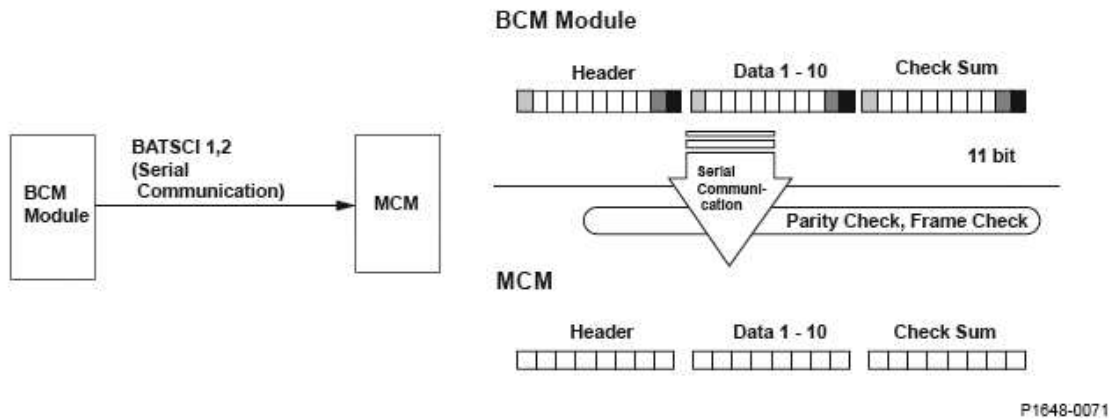 BCM Module
Header
Data 1 - 10
Check Sum
BATSCI 1,2
(Serial
Communication)
BCM
Module
MCM
11 bit
Serial
Communi-
cation
Parity Check, Frame Check
MCM
Header
Data 1 - 10
Check Sum
P1648-0071